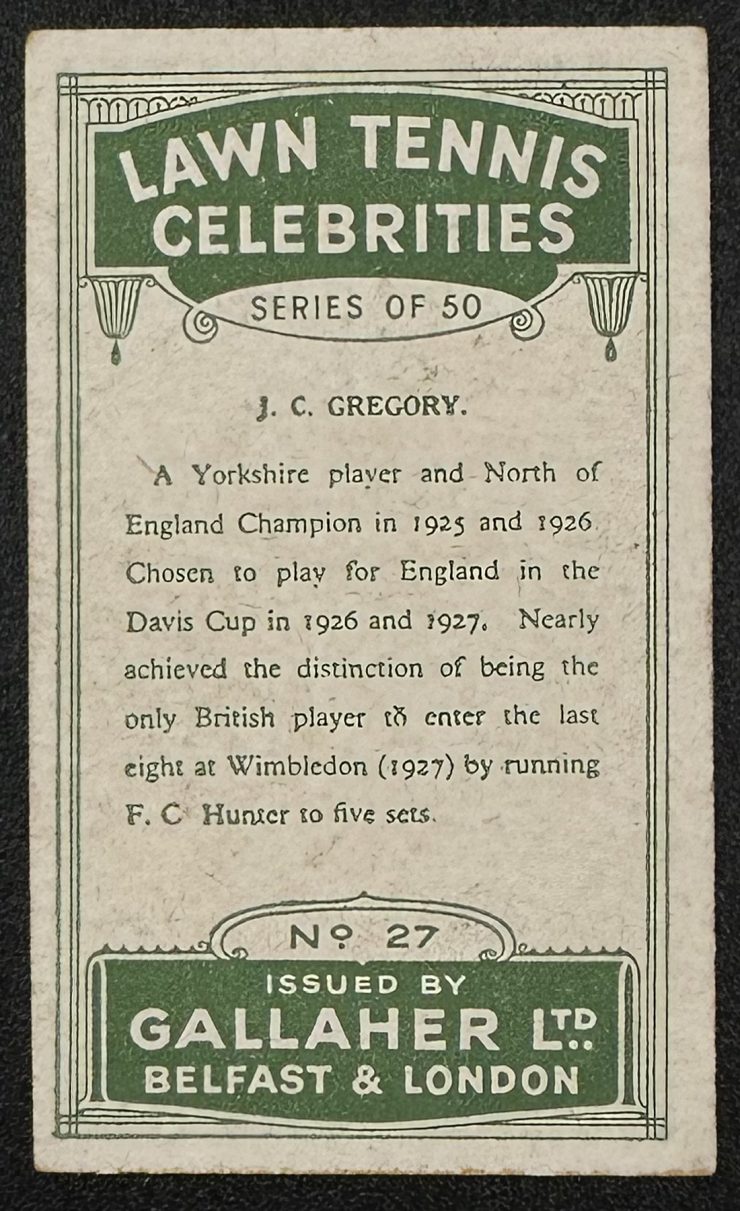 LAWN TENNIS
CELEBRITIES
SERIES OF 50
J. C. GREGORY.
A Yorkshire player and North of
England Champion in 1925 and 1926
Chosen to play for England in the
Davis Cup in 1926 and 1927. Nearly
achieved the distinction of being the
only British player to enter the last
eight at Wimbledon (1927) by running
F. C Hunter to five sets.
Nº 27
ISSUED BY
GALLAHER LTD.
BELFAST & LONDON